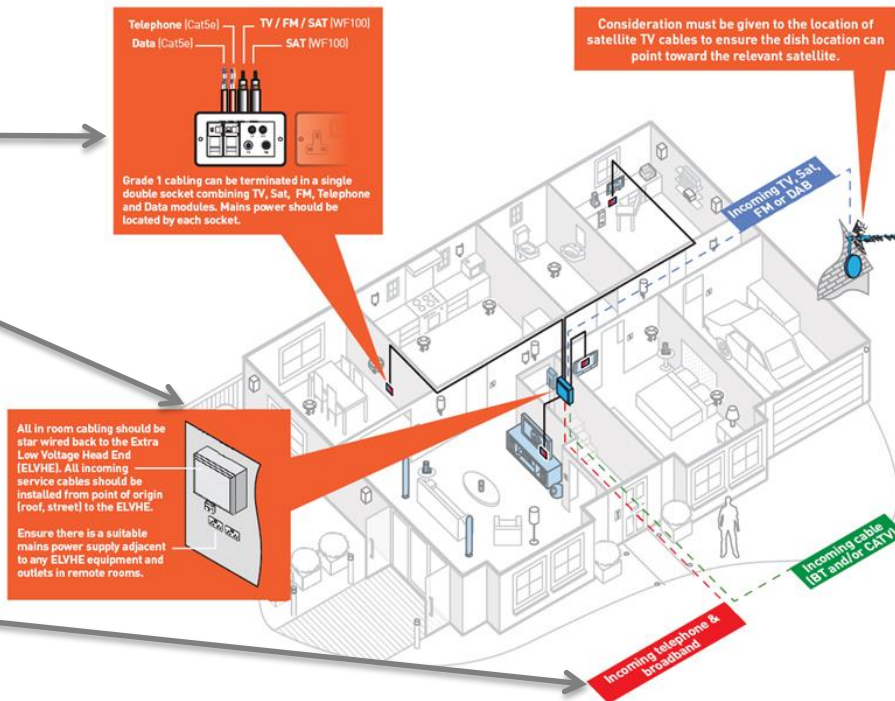 Telephone (Cat5e)
TV / FM / SAT (WF100)
Data (Cat5e)
SAT (WF100)
Grade 1 cabling can be terminated in a single
double socket combining TV, Sat, FM, Telephone
and Data modules. Mains power should be
located by each socket.
Consideration must be given to the location of
satellite TV cables to ensure the dish location can
point toward the relevant satellite.
Incoming TV, Sat,
FM or DAB
All in room cabling should be
star wired back to the Extra
Low Voltage Head End
(ELVHE). All incoming
service cables should be
installed from point of origin
(roof, street) to the ELVHE.
Ensure there is a suitable
mains power supply adjacent
to any ELVHE equipment and
outlets in remote rooms.
Incoming cable
(BT and/or CATV)
Incoming telephone &
broadband